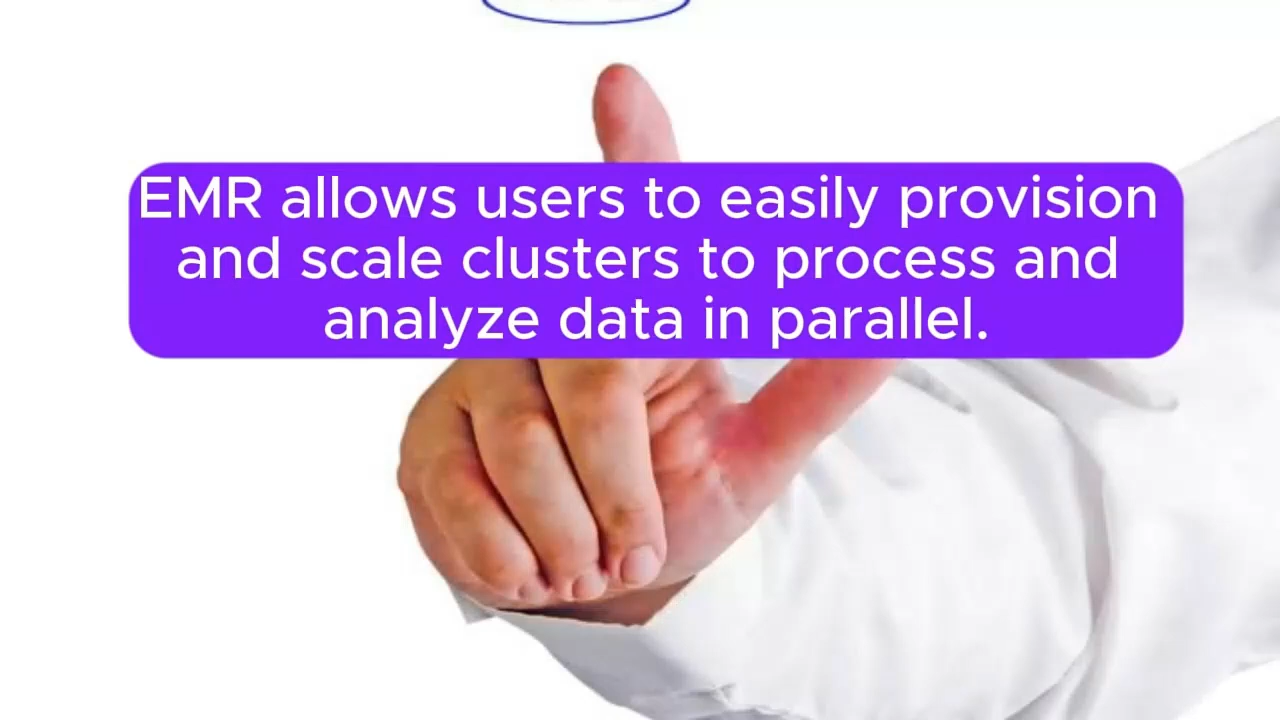 EMR allows users to easily provision
and scale clusters to process and
analyze data in parallel.